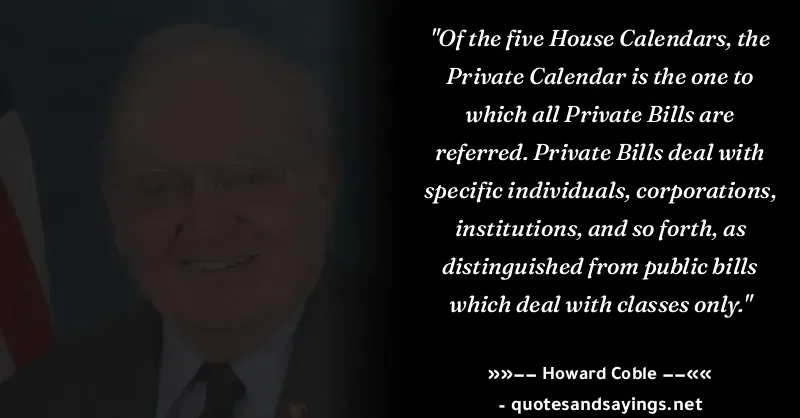 "Of the five House Calendars, the
Private Calendar is the one to
which all Private Bills are
referred. Private Bills deal with
specific individuals, corporations,
institutions, and so forth, as
distinguished from public bills
which deal with classes only."
»»–– Howard Coble ––««
- quotesandsayings.net